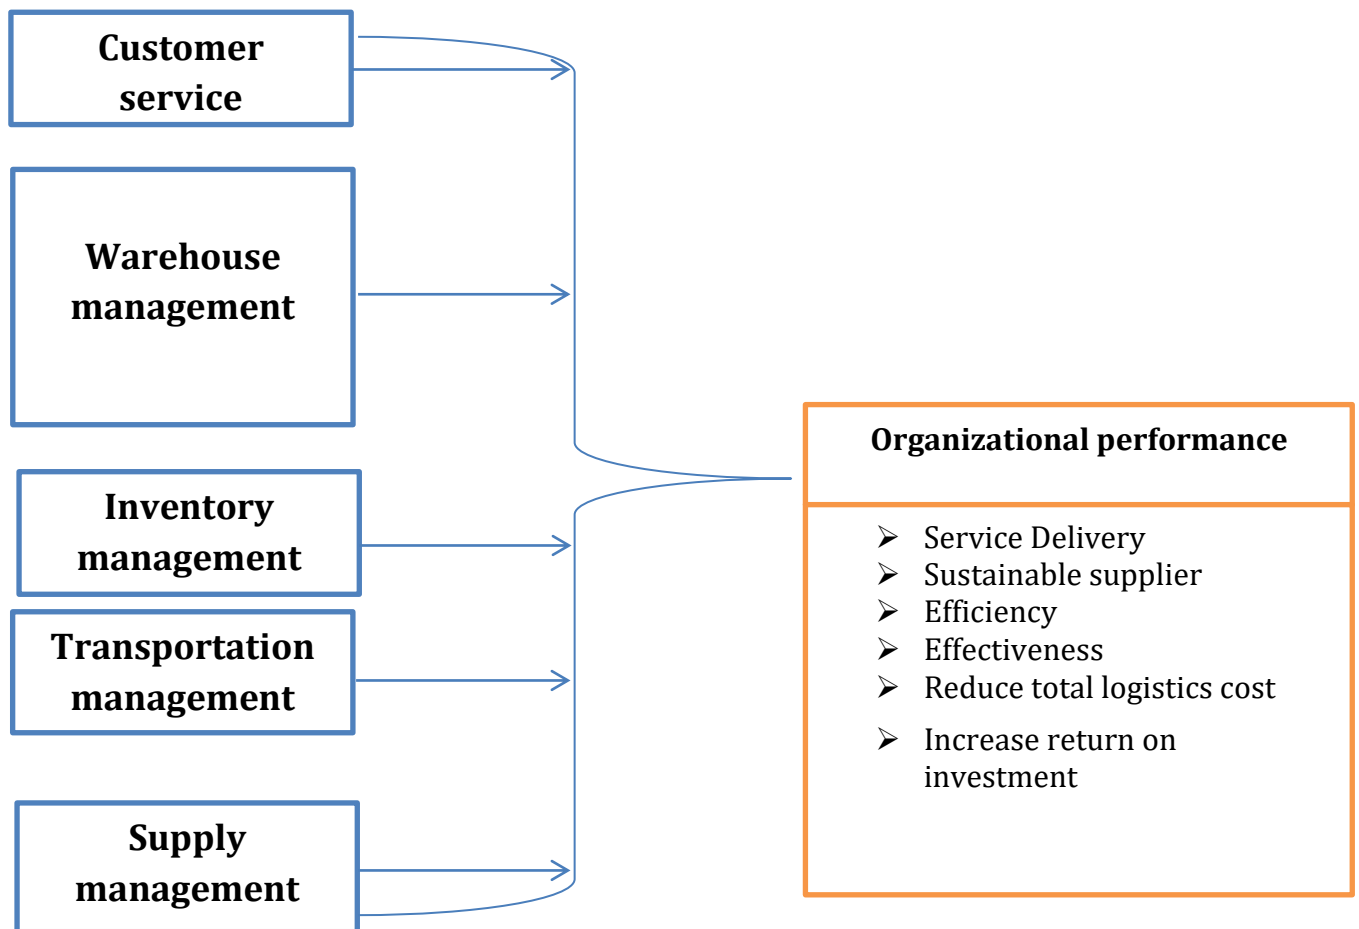 Customer
service
Warehouse
management
Inventory
management
Transportation
management
Supply
management
Organizational performance
➢ Service Delivery
➢ Sustainable supplier
➢ Efficiency
➢ Effectiveness
➢ Reduce total logistics cost
➢ Increase return on
investment